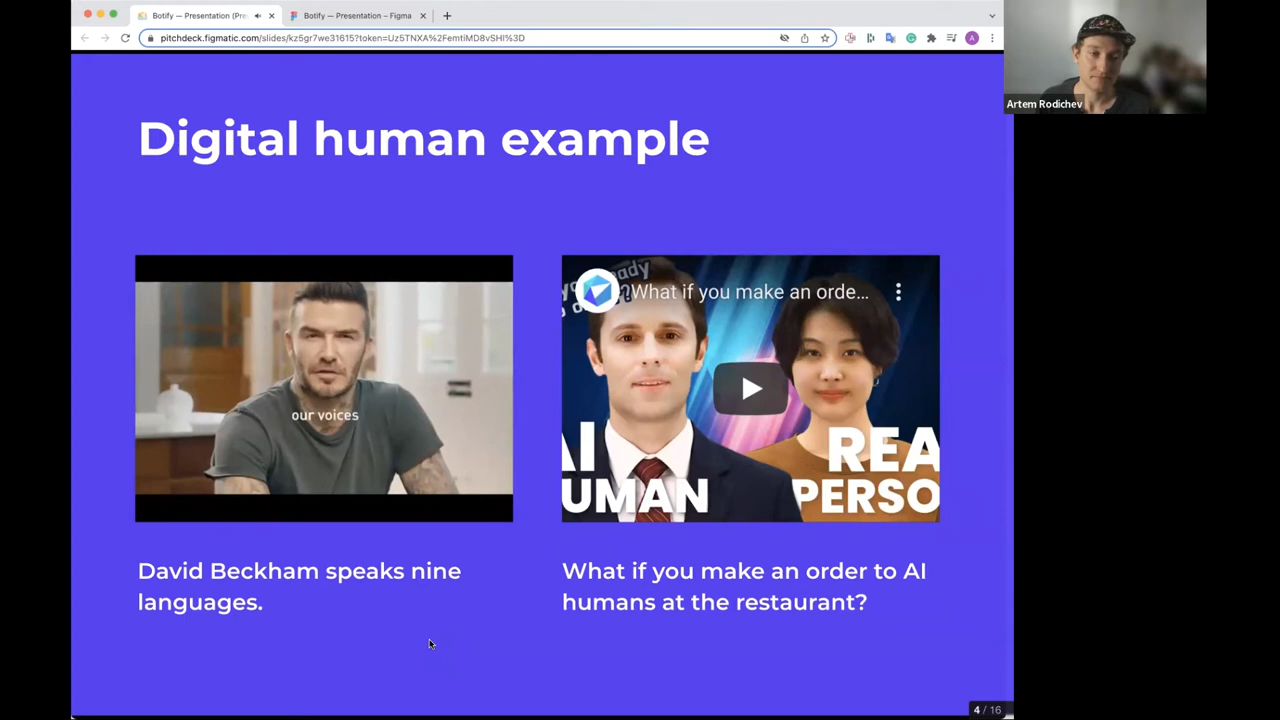 Botify — Presentation (Pre
Botify — Presentation – Figma
pitchdeck.figmatic.com/slides/kz5gr7we31615?token=Uz5TNXA%2FemtiMD8vSHI%3D
A
Artem Rodichev
Digital human example
our voices
What if you make an orde...
AI
UMAN
REA
PERSO
David Beckham speaks nine
languages.
What if you make an order to AI
humans at the restaurant?
4 / 16